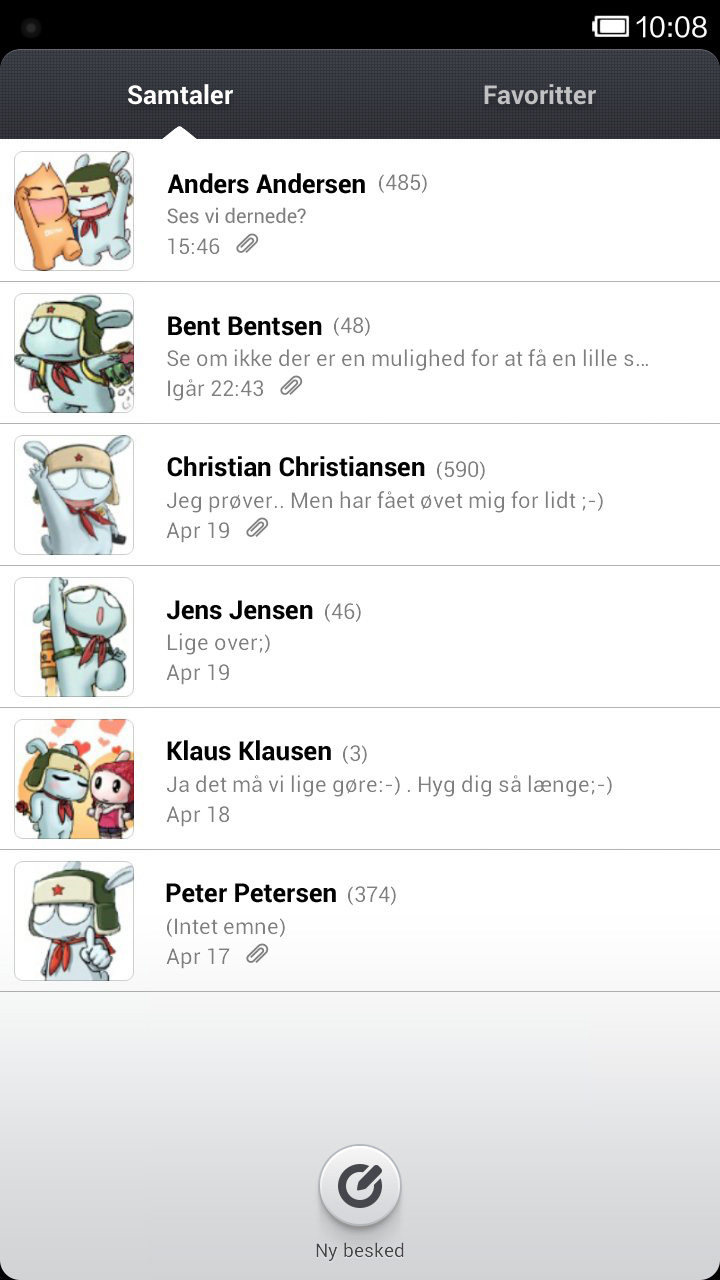 10:08
Samtaler
Favoritter
Anders Andersen (485)
Ses vi dernede?
15:46
Bent Bentsen (48)
Se om ikke der er en mulighed for at få en lille s...
Igår 22:43
Christian Christiansen (590)
Jeg prøver.. Men har fået øvet mig for lidt ;-)
Apr 19
Jens Jensen (46)
Lige over;)
Apr 19
Klaus Klausen (3)
Ja det må vi lige gøre:-) . Hyg dig så længe;-)
Apr 18
Peter Petersen (374)
(Intet emne)
Apr 17
Ny besked